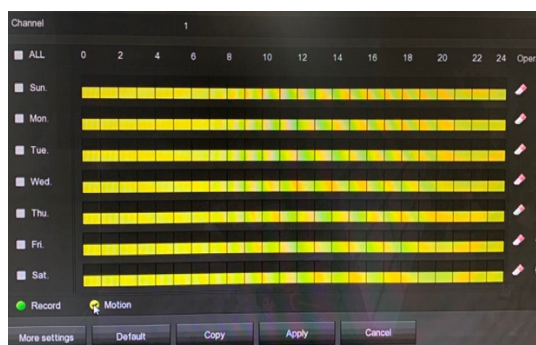 Channel 1
ALL 0 2 4 6 8 10 12 14 16 18 20 22 24 Oper
Sun.
Mon.
Tue.
Wed.
Thu.
Fri.
Sat.
Record Motion
More settings Default Copy Apply Cancel